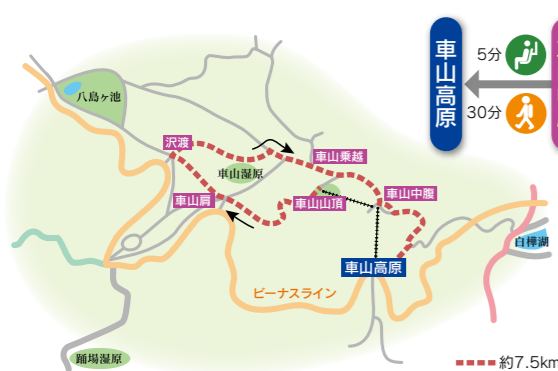 八島ヶ池
沢渡
車山湿原
車山乗越
車山肩
車山山頂
車山中腹
車山高原
白樺湖
ビーナスライン
踊場湿原
約7.5km
車山高原
5分
30分